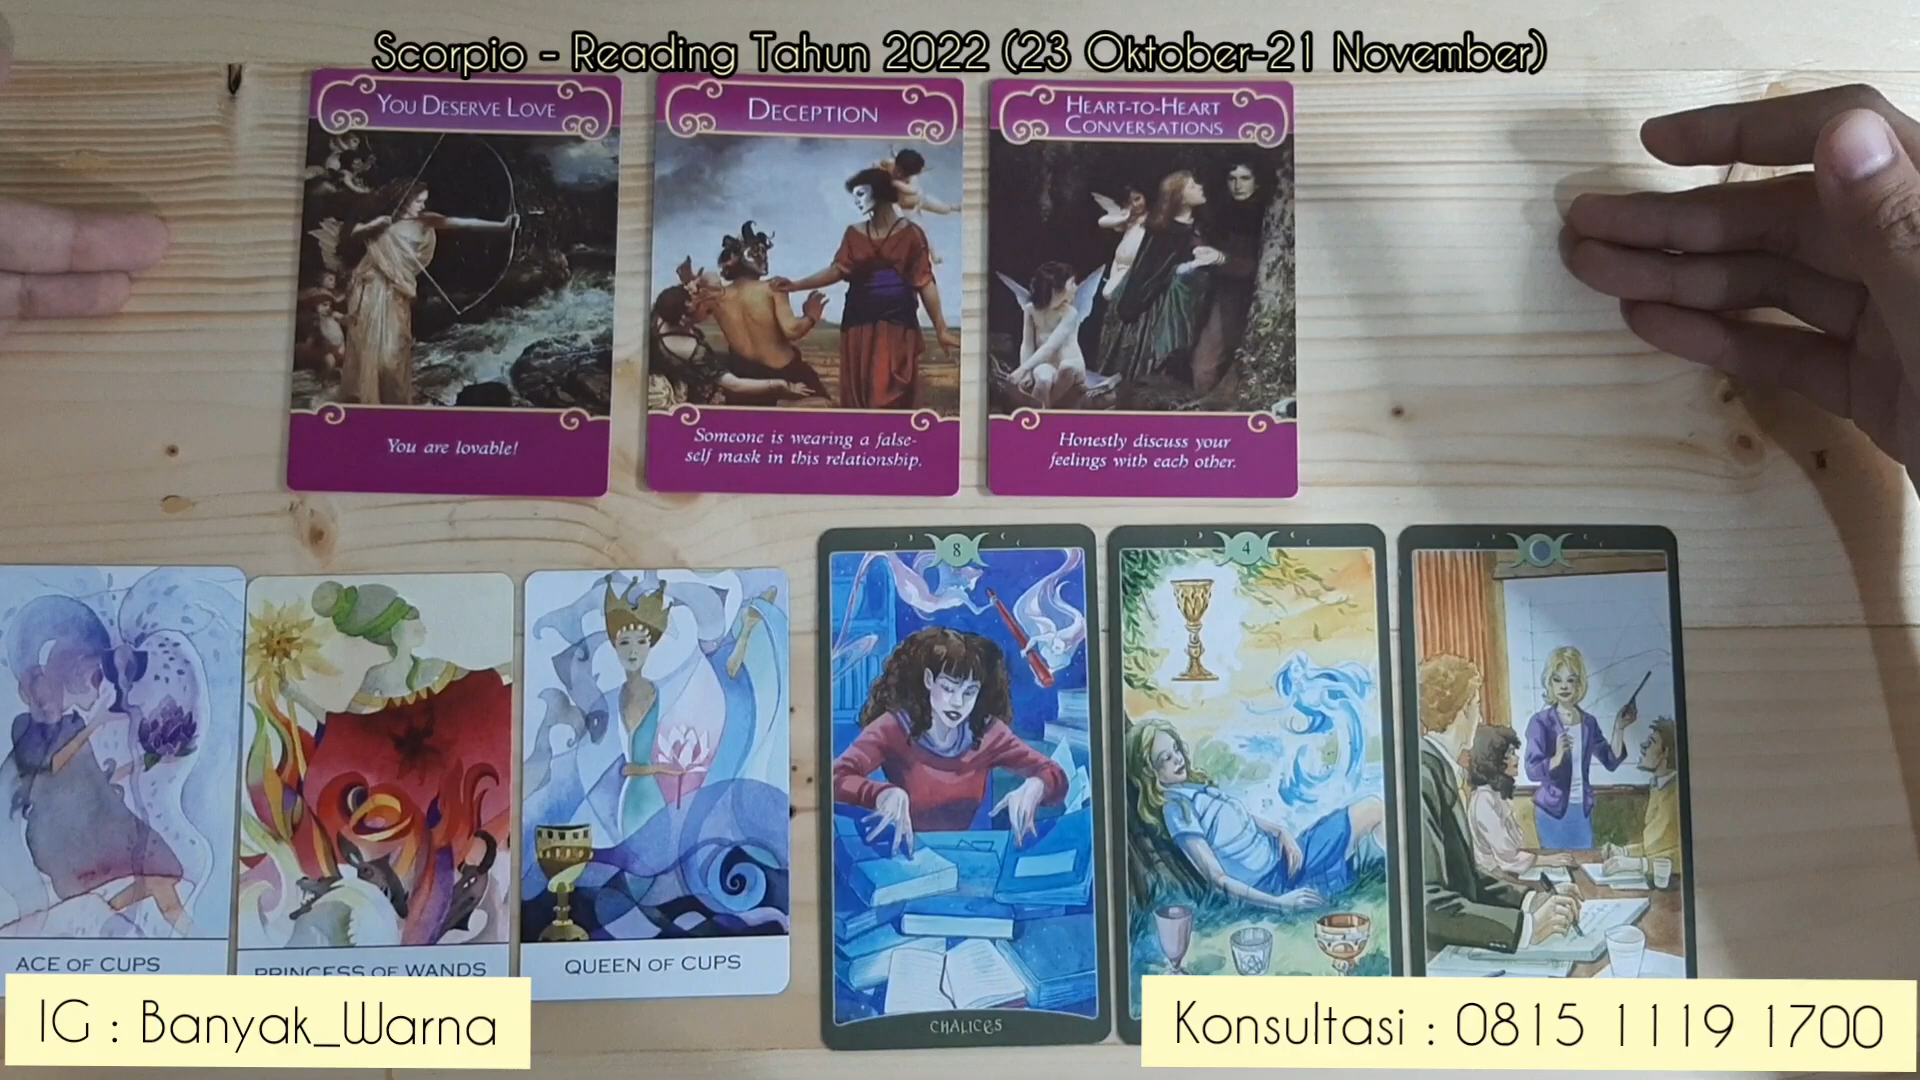 Scorpio - Reading Tahun 2022 (23 Oktober-21 November)
YOU DESERVE LOVE
You are lovable!
DECEPTION
Someone is wearing a false-
self mask in this relationship.
HEART-TO-HEART
CONVERSATIONS
Honestly discuss your
feelings with each other.
ACE OF CUPS
PRINCESS OF WANDS
QUEEN OF CUPS
8
CHALICES
4
IG : Banyak_Warna
Konsultasi : 0815 1119 1700